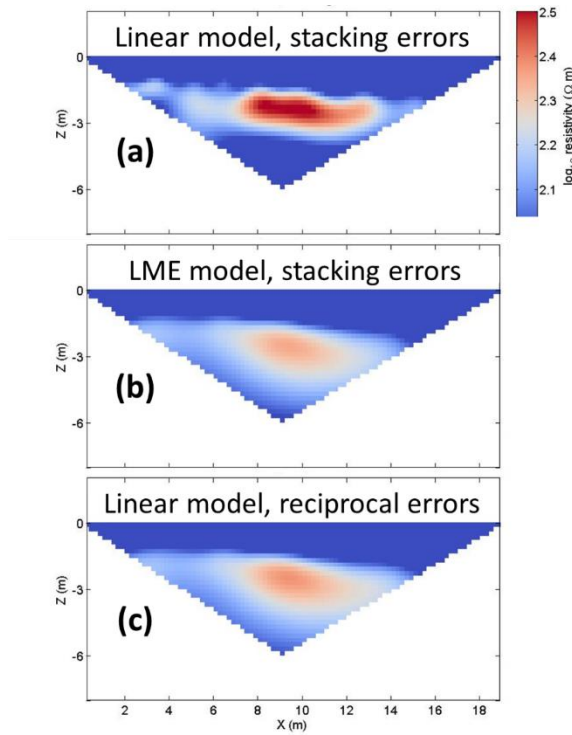 Linear model, stacking errors
2.5
2.4
2.3
2.2
2.1
log₁₀ resistivity (Ω m)
0
-3
-6
Z (m)
(a)
LME model, stacking errors
0
-3
-6
Z (m)
(b)
Linear model, reciprocal errors
0
-3
-6
Z (m)
(c)
2 4 6 8 10 12 14 16 18
X (m)